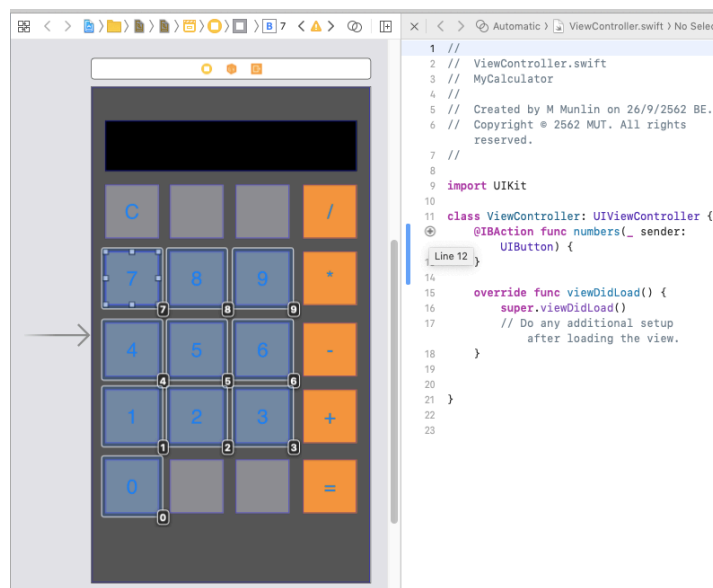 B 7
Automatic ViewController.swift No Selec
1 //
2 // ViewController.swift
3 // MyCalculator
4 //
5 // Created by M Munlin on 26/9/2562 BE.
6 // Copyright © 2562 MUT. All rights
reserved.
7 //
8
9 import UIKit
10
11 class ViewController: UIViewController {
@IBAction func numbers(_ sender:
UIButton) {
Line 12
}
14
15 override func viewDidLoad() {
16 super.viewDidLoad()
17 // Do any additional setup
after loading the view.
18 }
19
20
21 }
22
23
C /
7 8 9 *
7 8 9
4 5 6 -
4 5 6
1 2 3 +
1 2 3
0 =
0